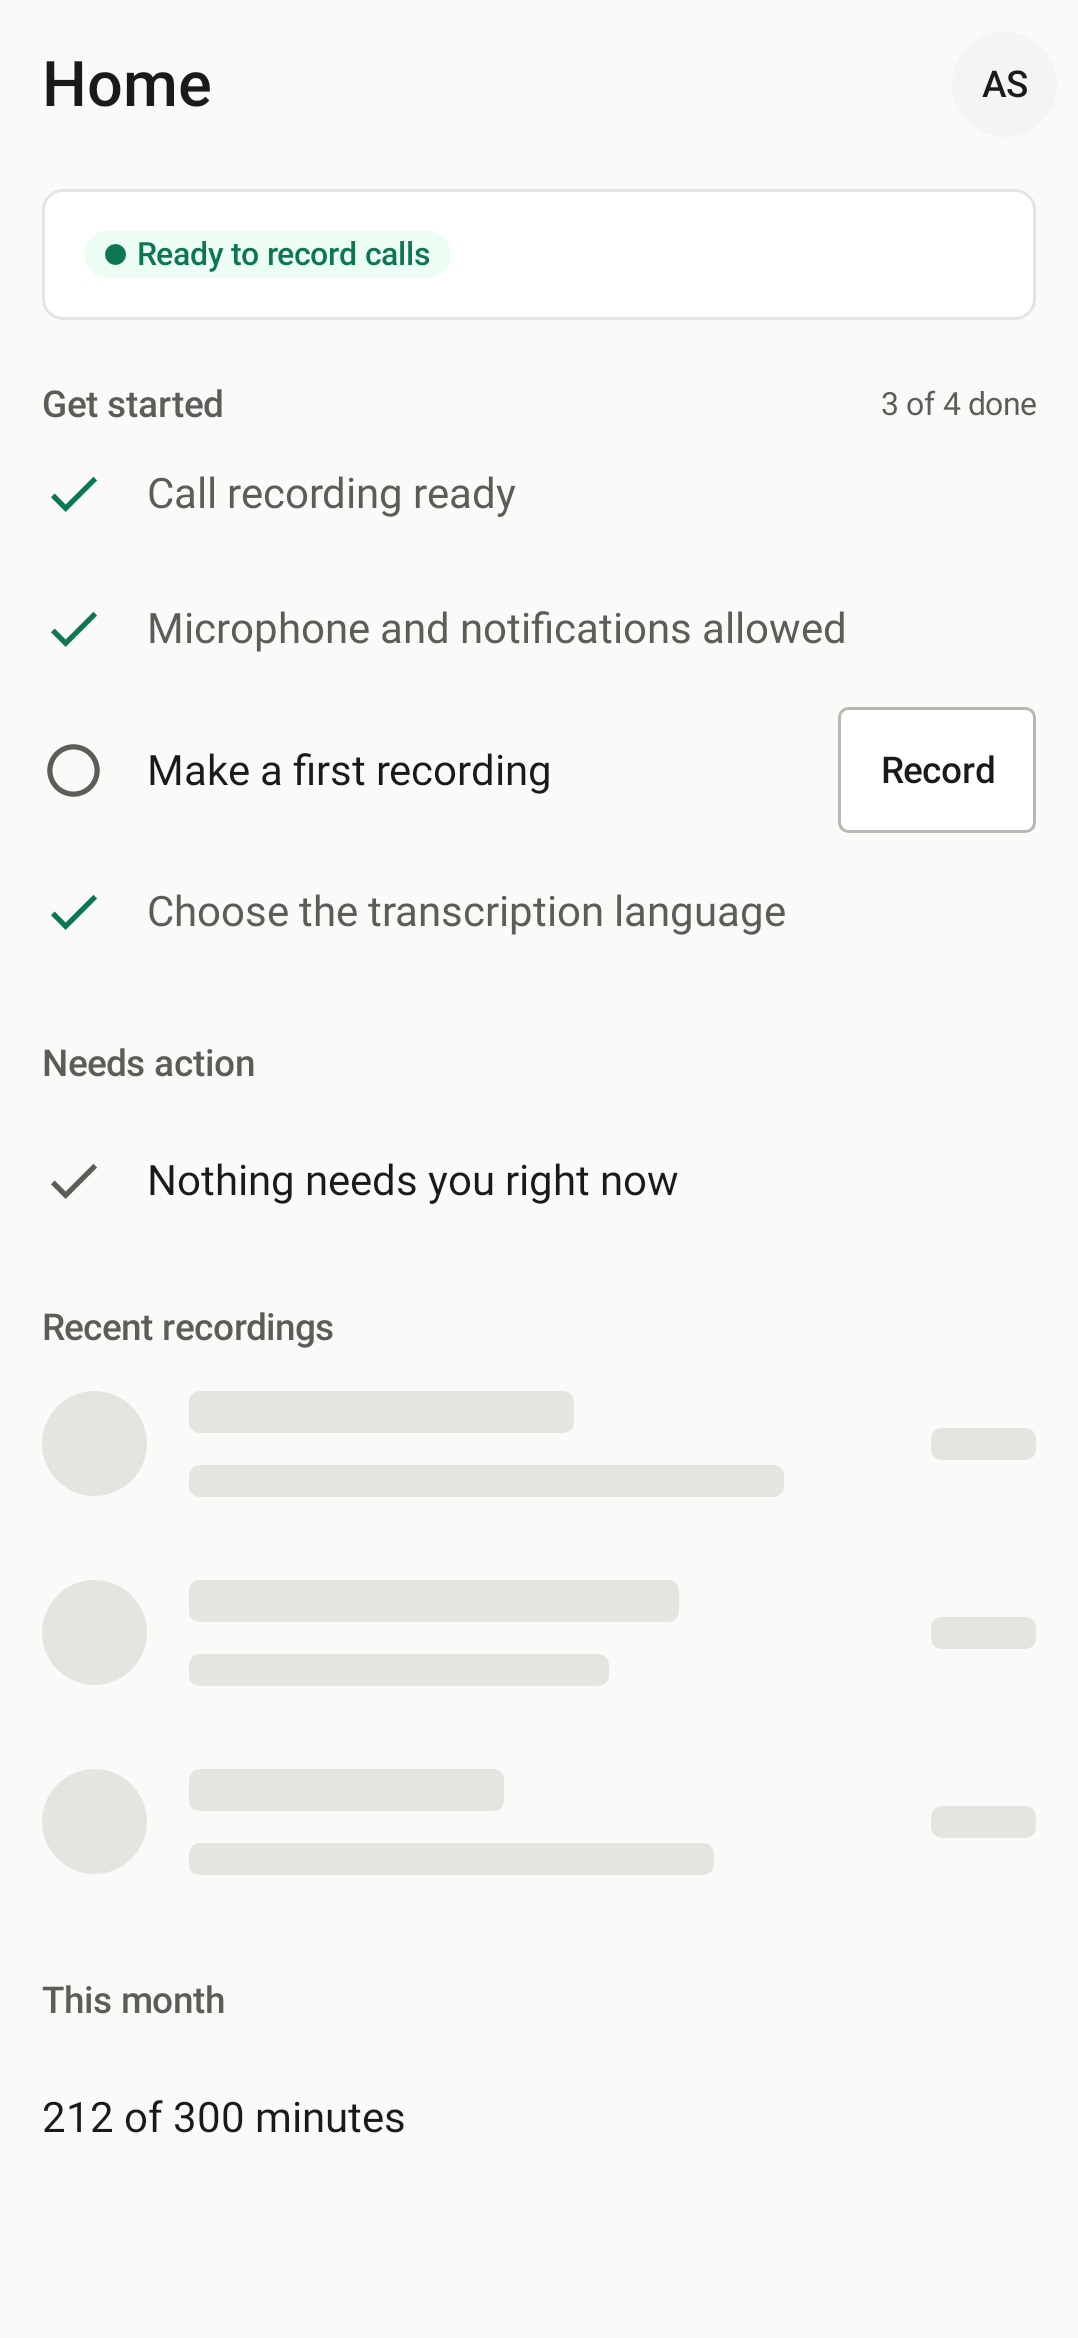 Home
AS
Ready to record calls
Get started
3 of 4 done
Call recording ready
Microphone and notifications allowed
Make a first recording
Record
Choose the transcription language
Needs action
Nothing needs you right now
Recent recordings
This month
212 of 300 minutes